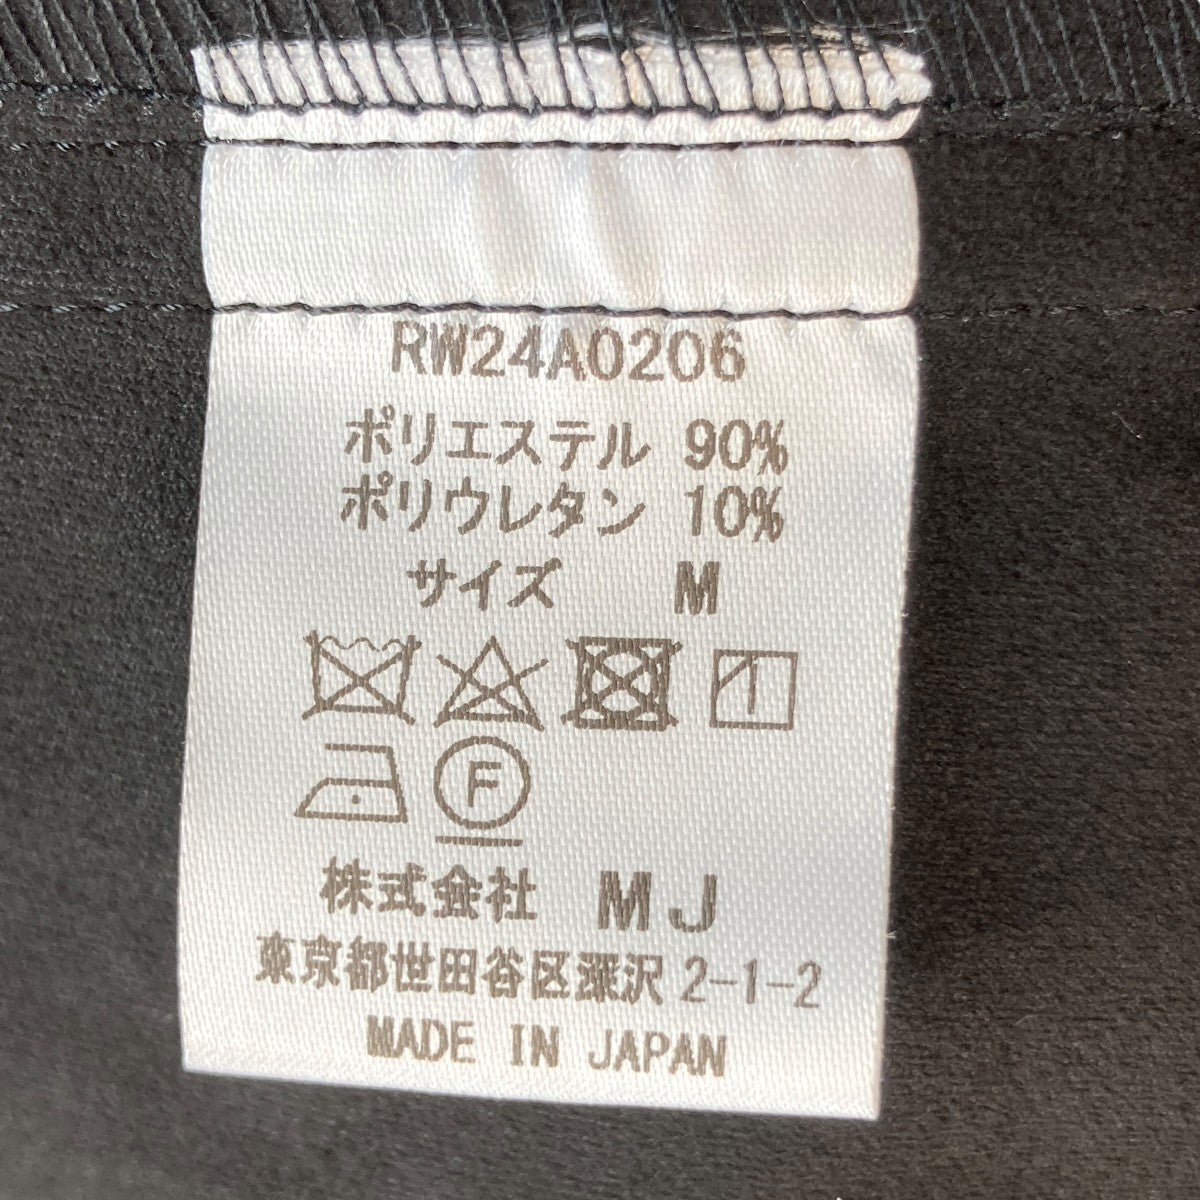 RW24A0206
ポリエステル 90%
ポリウレタン 10%
サイズ M
F
株式会社 MJ
東京都世田谷区深沢2-1-2
MADE IN JAPAN